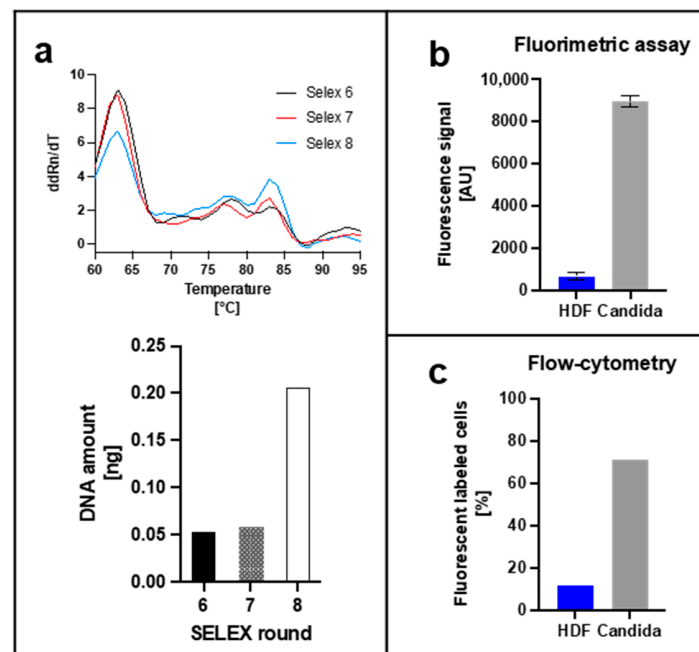 a
10
8
6
4
2
0
ddRn/dT
Selex 6
Selex 7
Selex 8
60 65 70 75 80 85 90 95
Temperature
[°C]
0.25
0.20
0.15
0.10
0.05
0.00
DNA amount
[ng]
6 7 8
SELEX round
b
Fluorimetric assay
10,000
8000
6000
4000
2000
0
Fluorescence signal
[AU]
HDF Candida
c
Flow-cytometry
100
80
60
40
20
0
Fluorescent labeled cells
[%]
HDF Candida